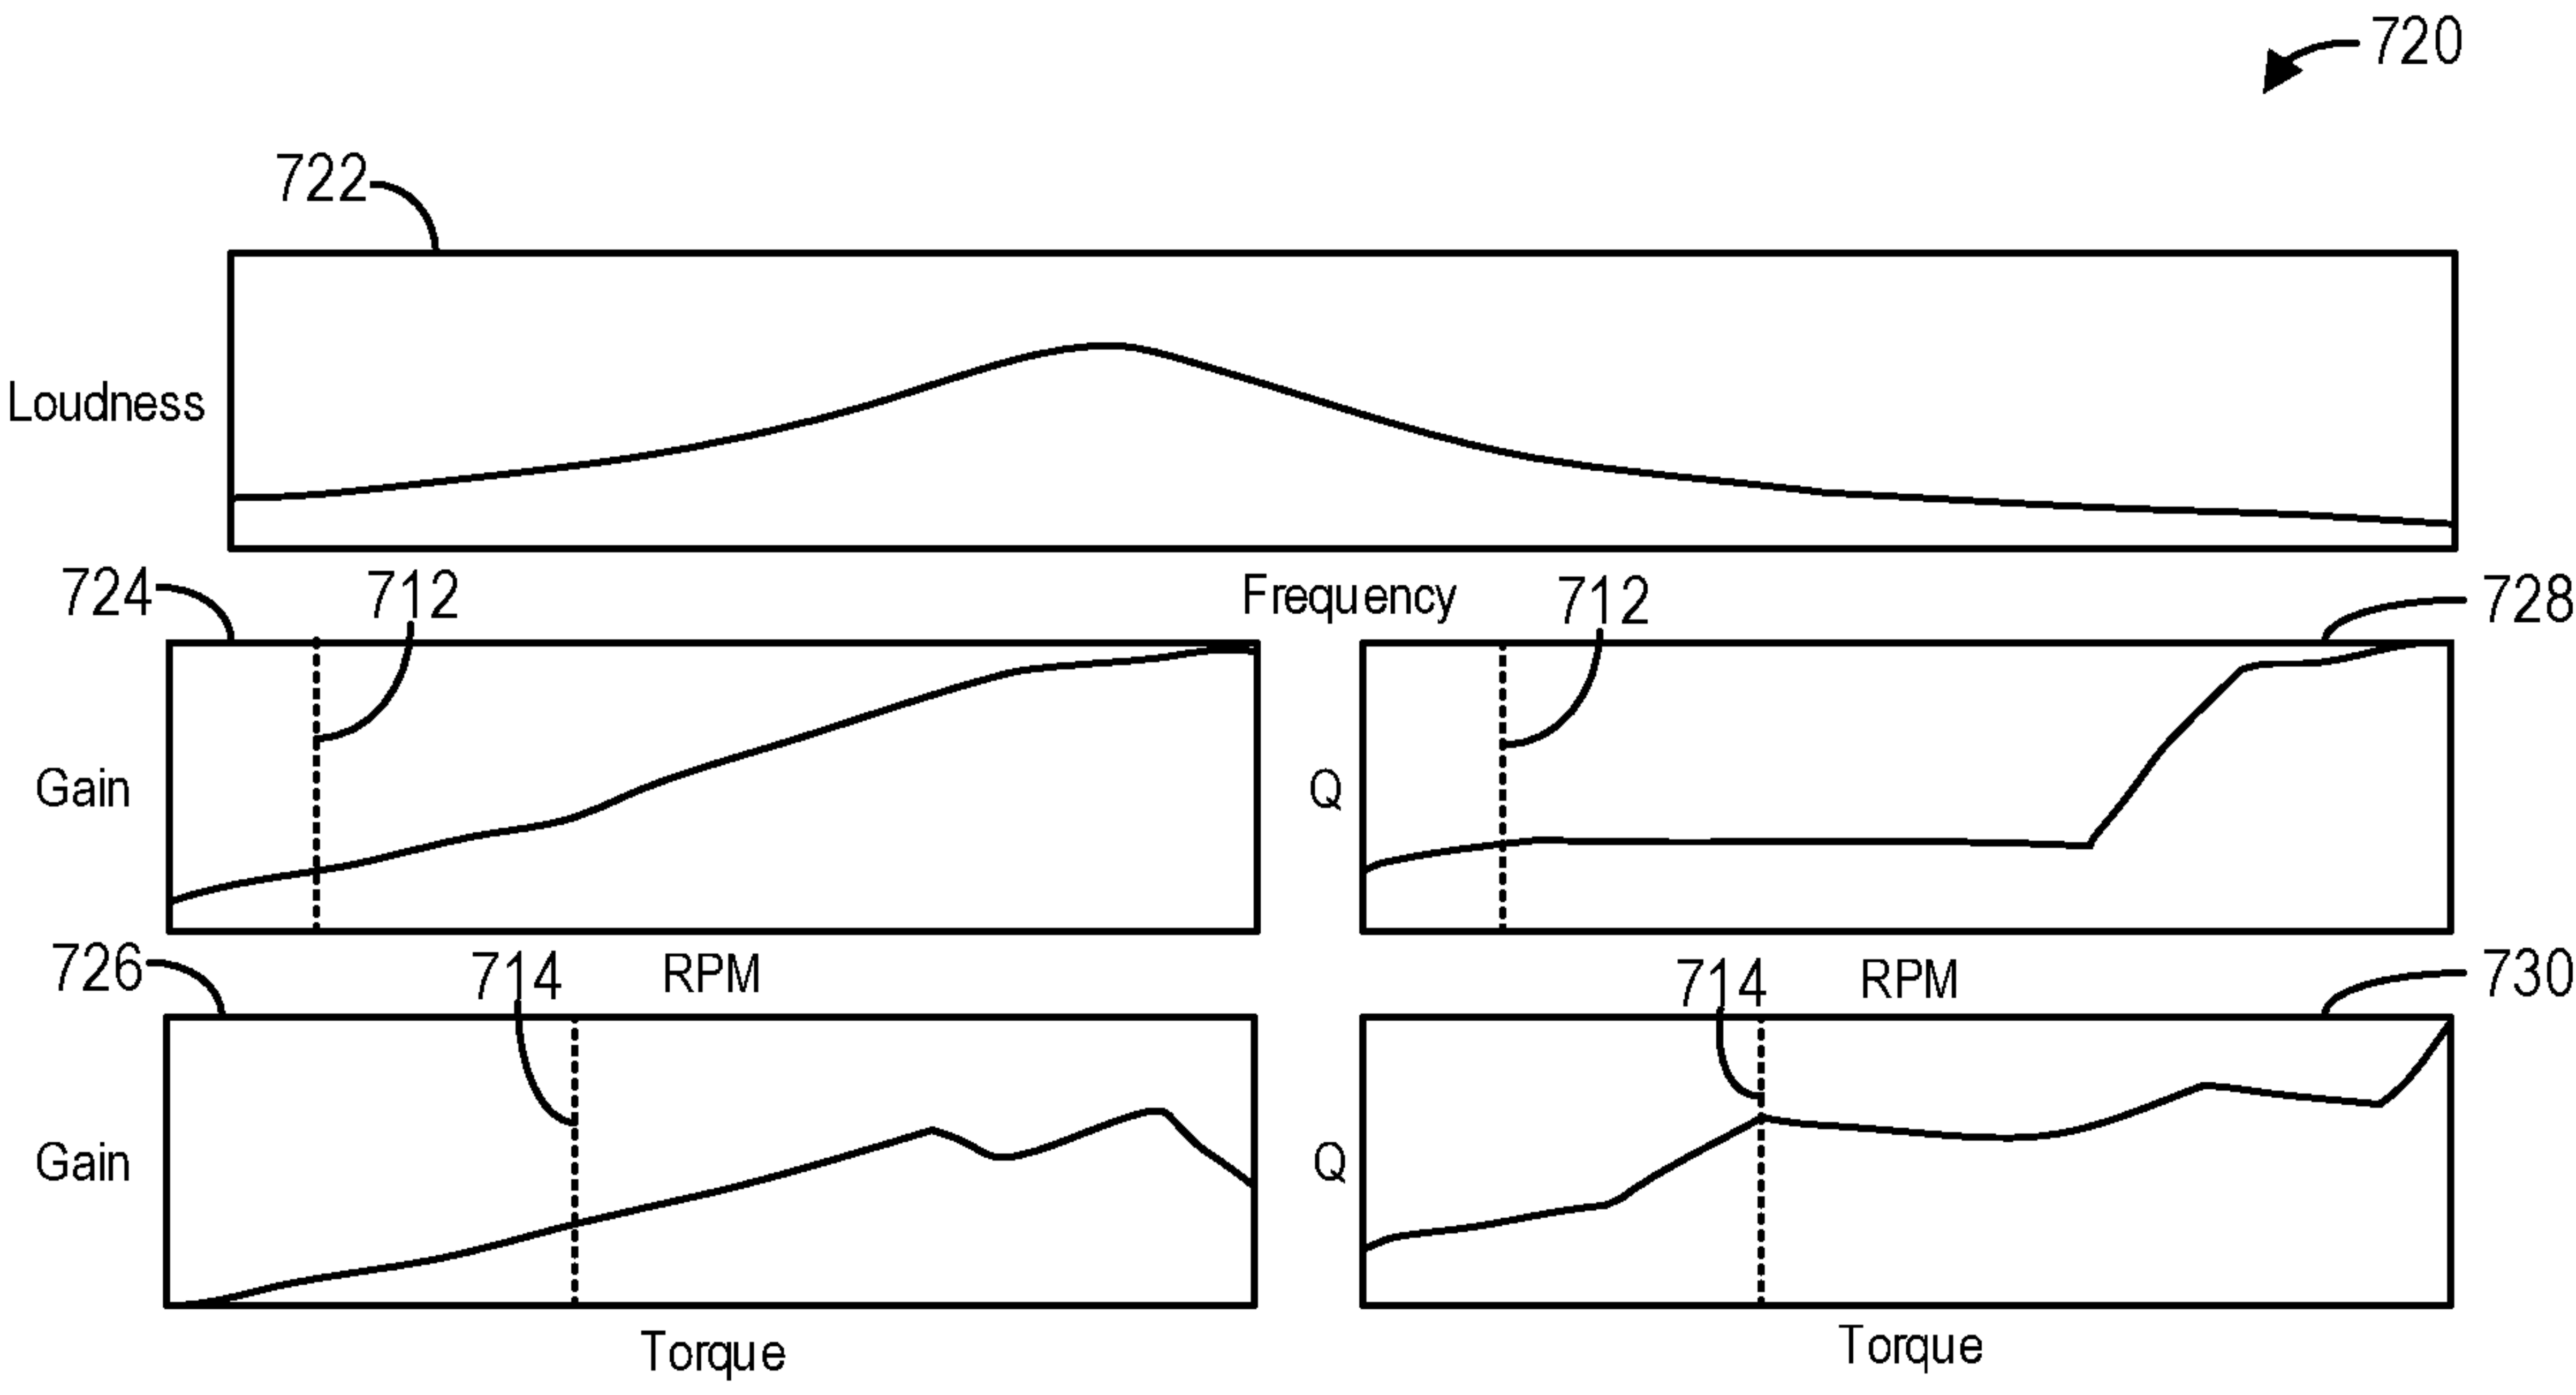 720
722
Loudness
724
712
Frequency
712
728
Gain
Q
726
714
RPM
714
RPM
730
Gain
Q
Torque
Torque